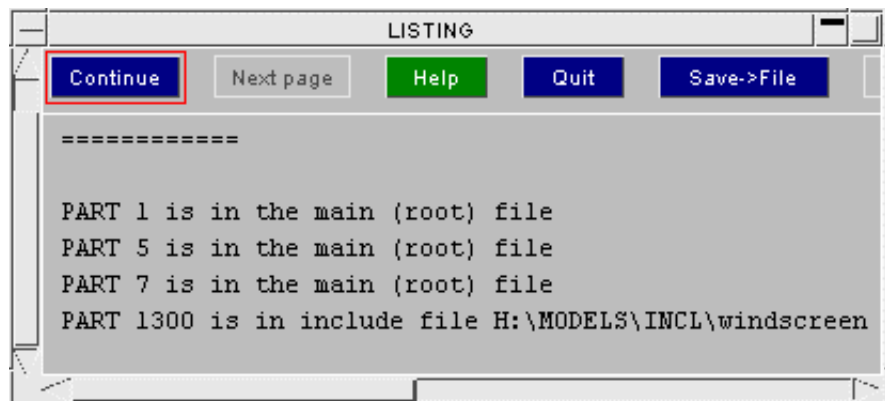 LISTING
Continue Next page Help Quit Save->File
============
PART 1 is in the main (root) file
PART 5 is in the main (root) file
PART 7 is in the main (root) file
PART 1300 is in include file H:\MODELS\INCL\windscreen